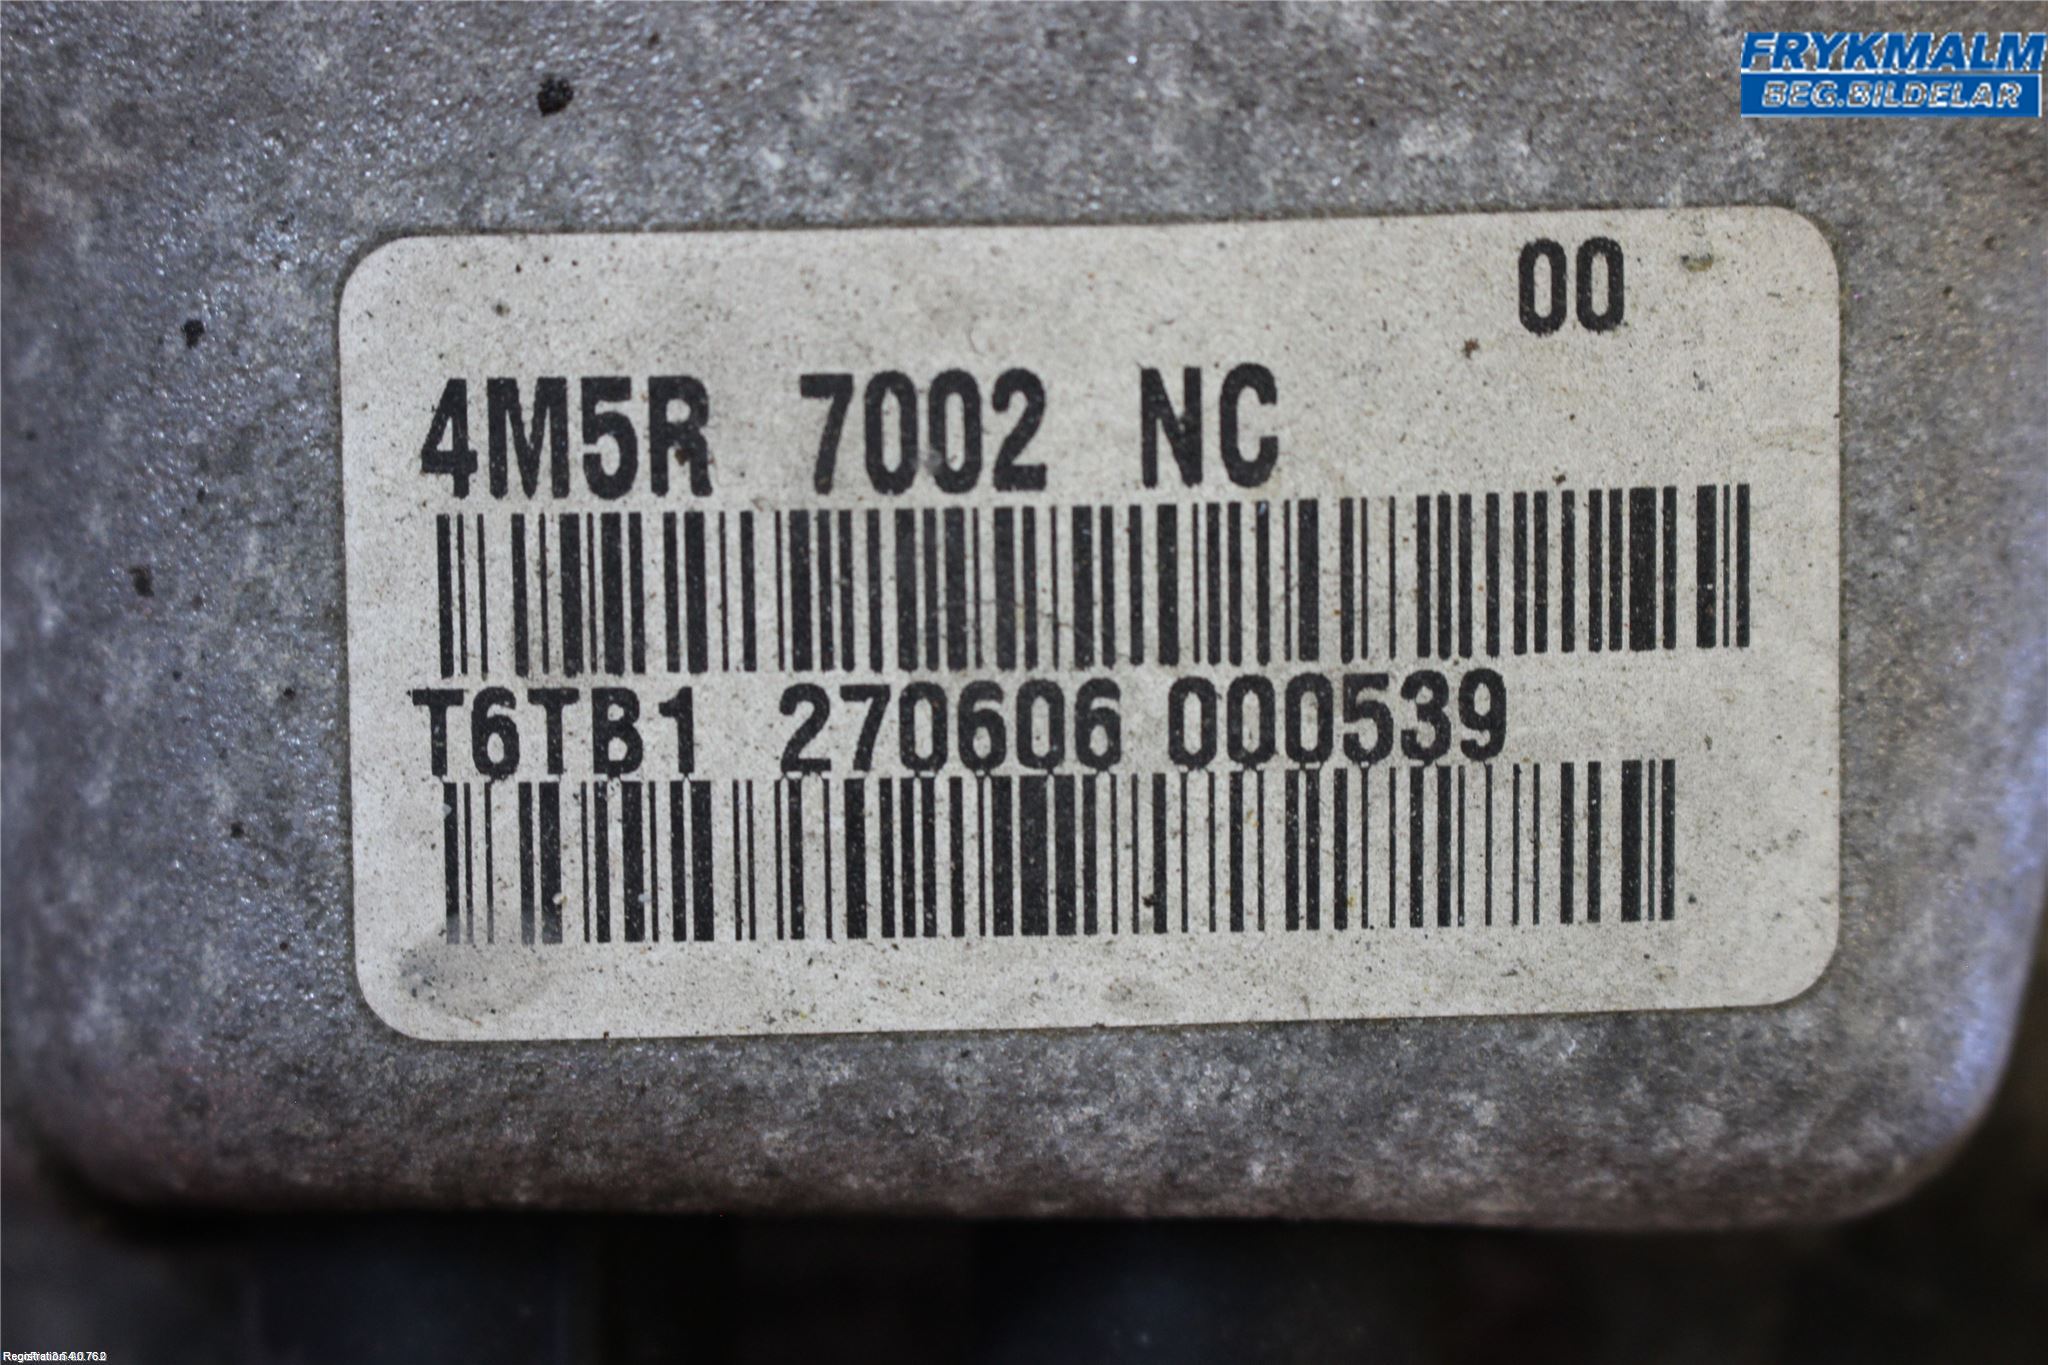 FRYKMALM
BEG.BILDELAR
00
4M5R 7002 NC
T6TB1 270606 000539